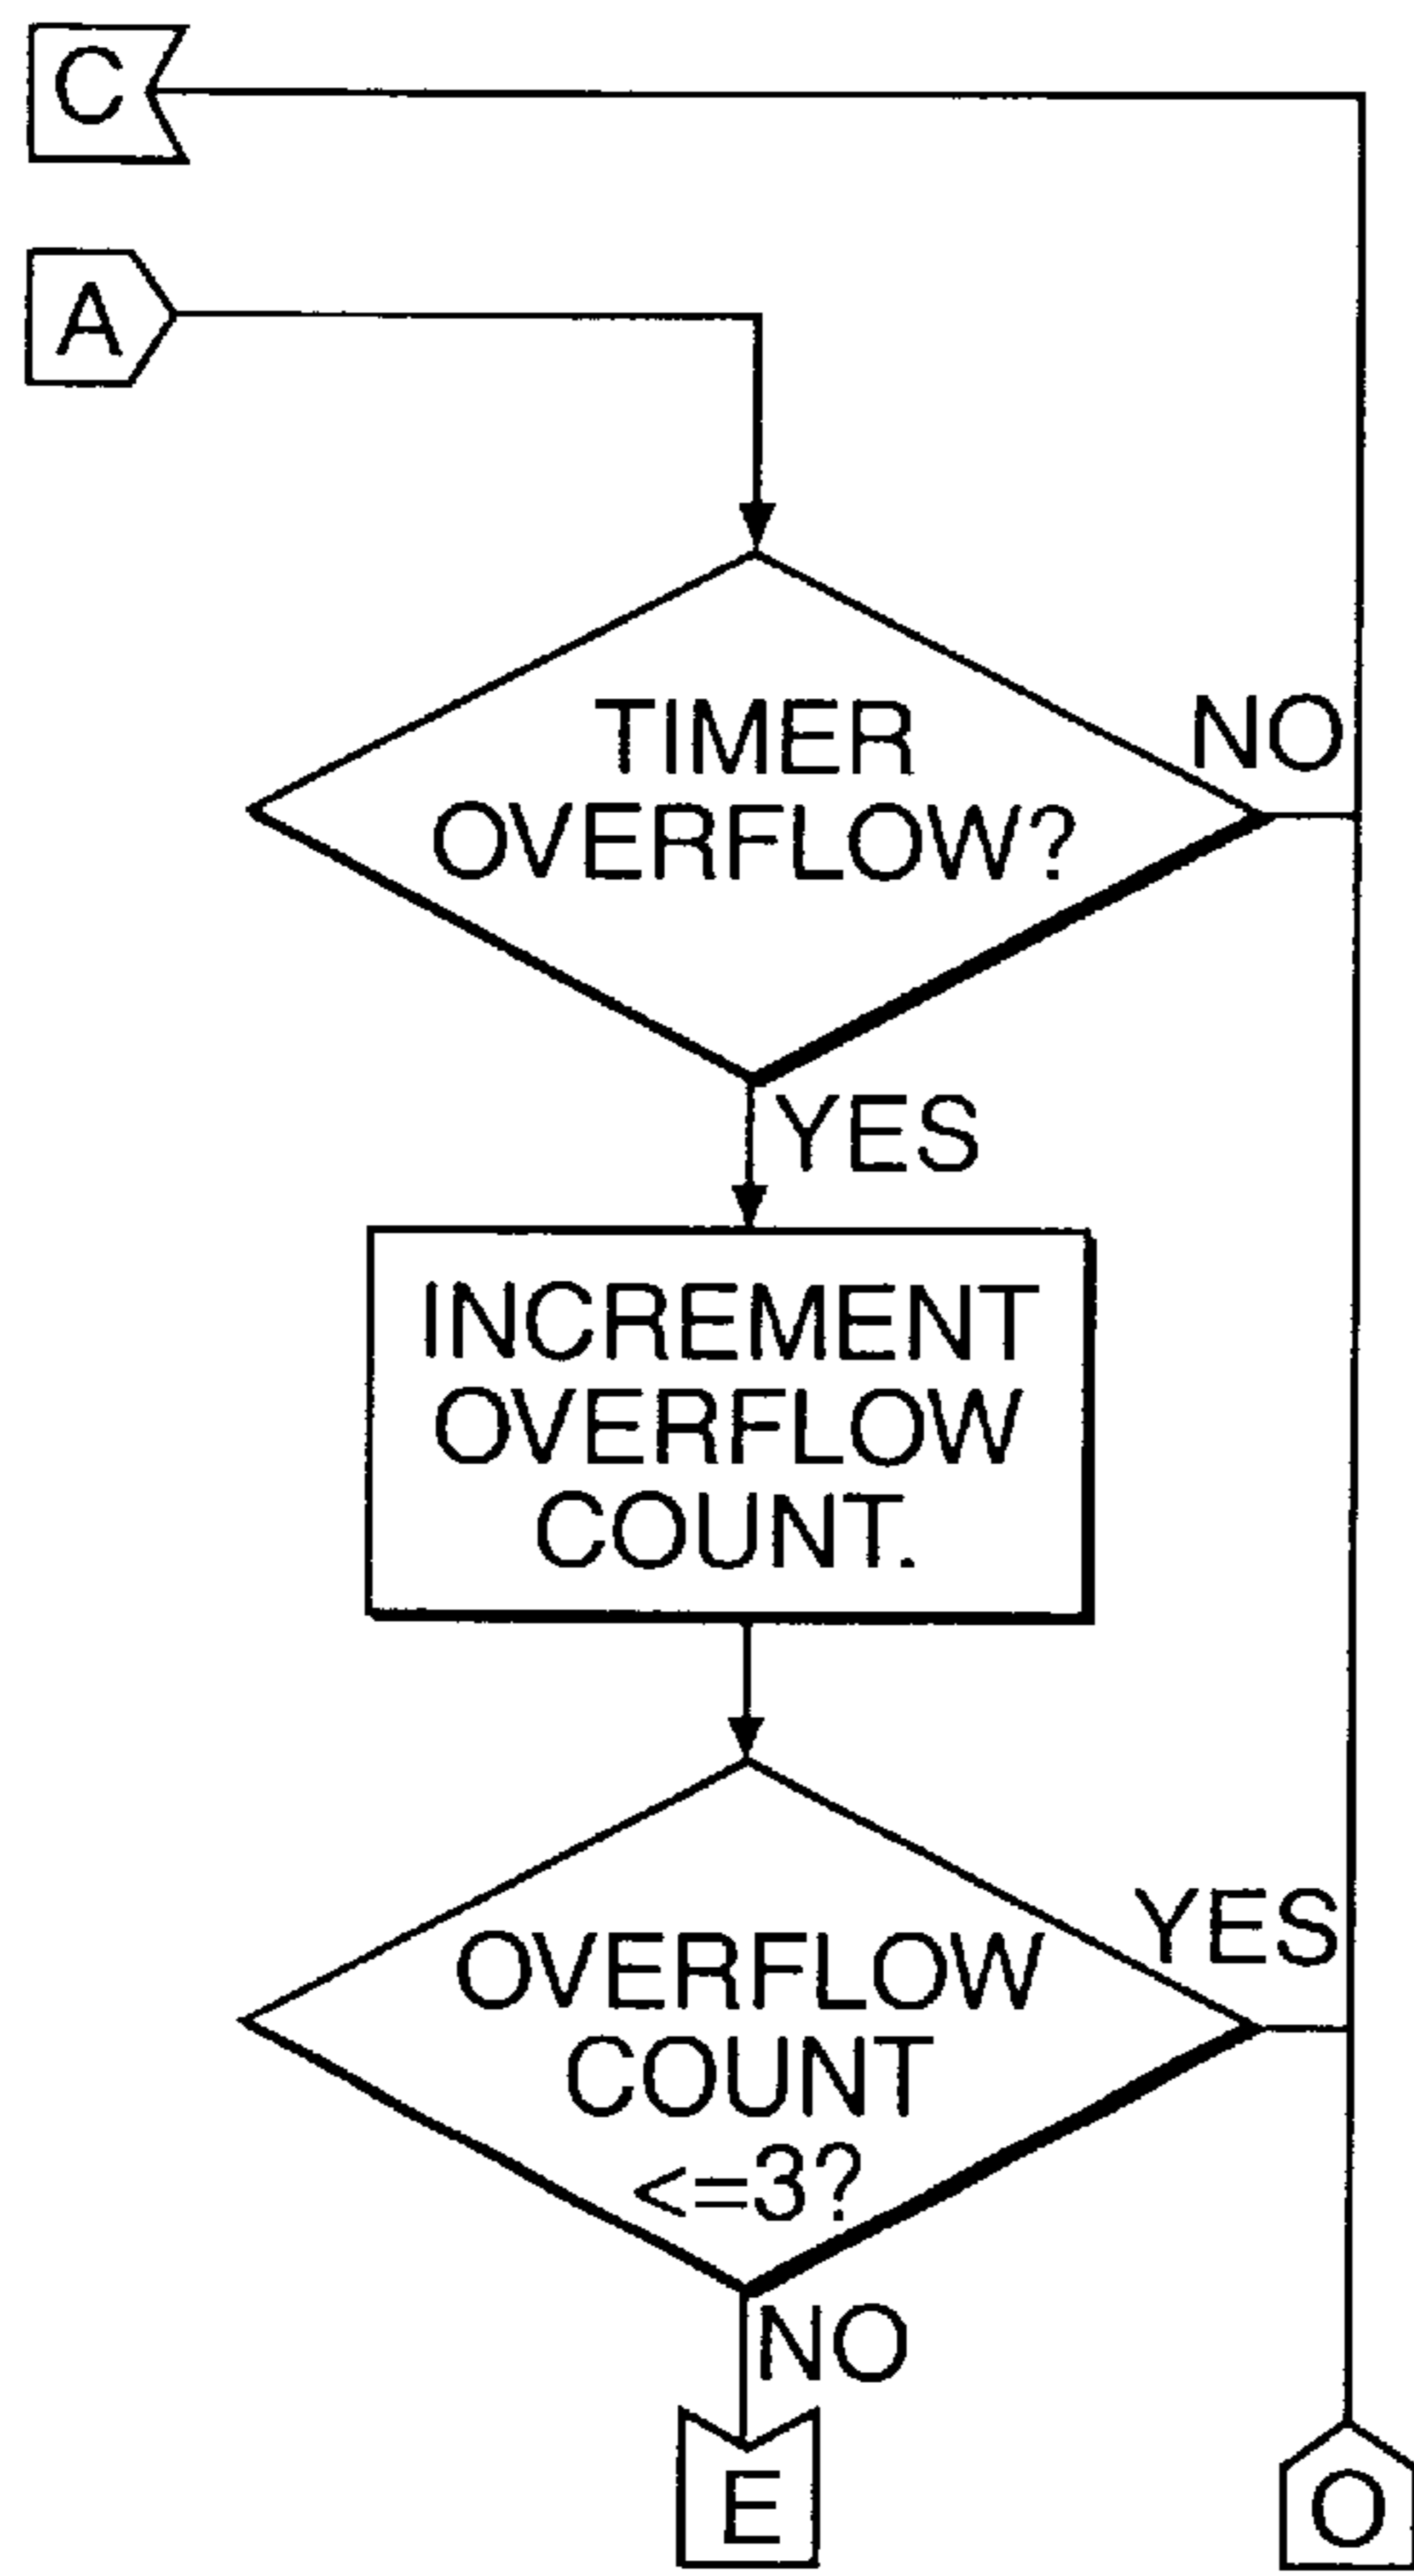 C
A
TIMER
OVERFLOW?
NO
YES
INCREMENT
OVERFLOW
COUNT.
OVERFLOW
COUNT
<=3?
YES
NO
E
O